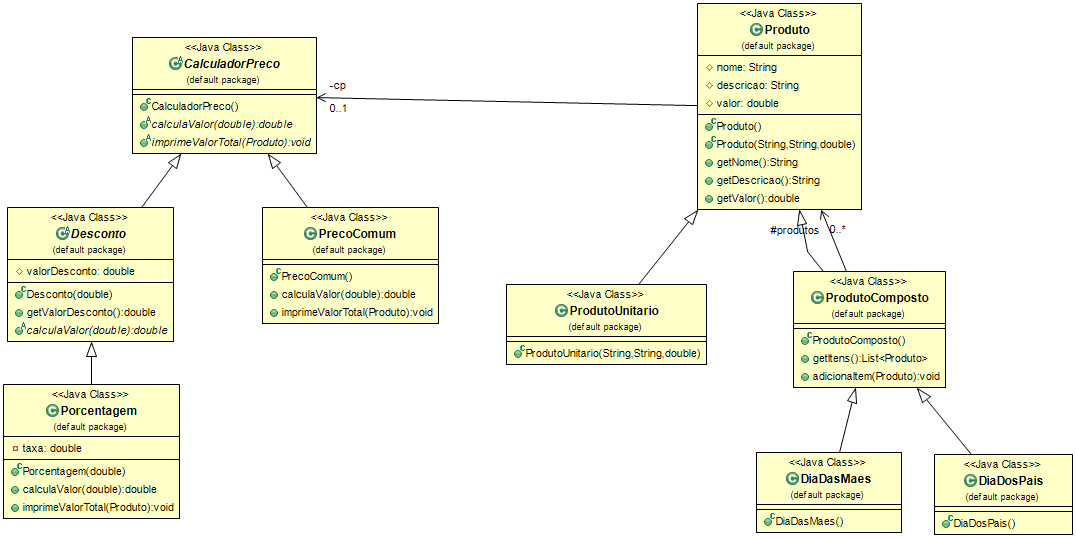 <<Java Class>>
Produto
(default package)
nome: String
descricao: String
valor: double
Produto()
Produto(String,String,double)
getNome():String
getDescricao():String
getValor():double
<<Java Class>>
CalculadorPreco
(default package)
CalculadorPreco()
calculaValor(double):double
imprimeValorTotal(Produto):void
-cp
0..1
<<Java Class>>
Desconto
(default package)
valorDesconto: double
Desconto(double)
getValorDesconto():double
calculaValor(double):double
<<Java Class>>
PrecoComum
(default package)
PrecoComum()
calculaValor(double):double
imprimeValorTotal(Produto):void
#produtos
0..*
<<Java Class>>
ProdutoUnitario
(default package)
ProdutoUnitario(String,String,double)
<<Java Class>>
ProdutoComposto
(default package)
ProdutoComposto()
getItens():List<Produto>
adicionaItem(Produto):void
<<Java Class>>
Porcentagem
(default package)
taxa: double
Porcentagem(double)
calculaValor(double):double
imprimeValorTotal(Produto):void
<<Java Class>>
DiaDasMaes
(default package)
DiaDasMaes()
<<Java Class>>
DiaDosPais
(default package)
DiaDosPais()